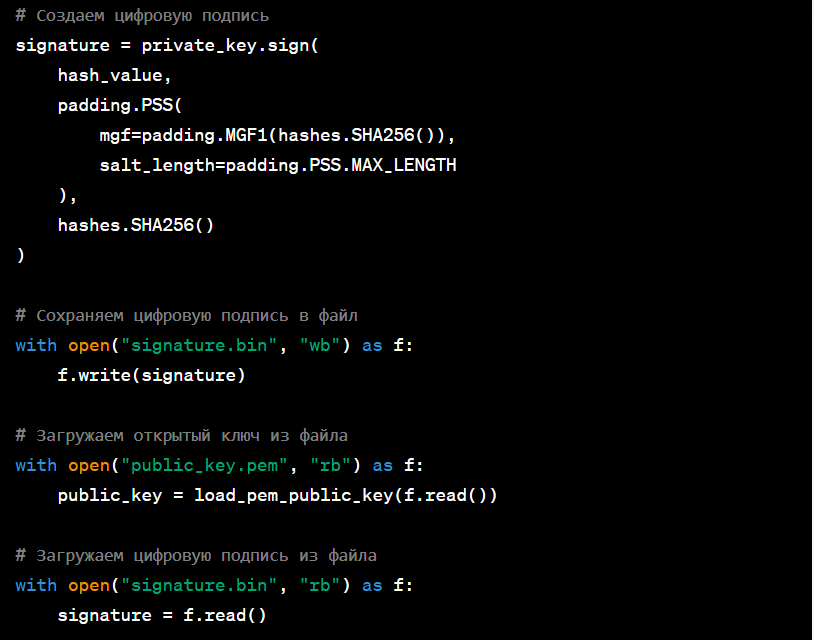 # Создаем цифровую подпись
signature = private_key.sign(
    hash_value,
    padding.PSS(
        mgf=padding.MGF1(hashes.SHA256()),
        salt_length=padding.PSS.MAX_LENGTH
    ),
    hashes.SHA256()
)

# Сохраняем цифровую подпись в файл
with open("signature.bin", "wb") as f:
    f.write(signature)

# Загружаем открытый ключ из файла
with open("public_key.pem", "rb") as f:
    public_key = load_pem_public_key(f.read())

# Загружаем цифровую подпись из файла
with open("signature.bin", "rb") as f:
    signature = f.read()